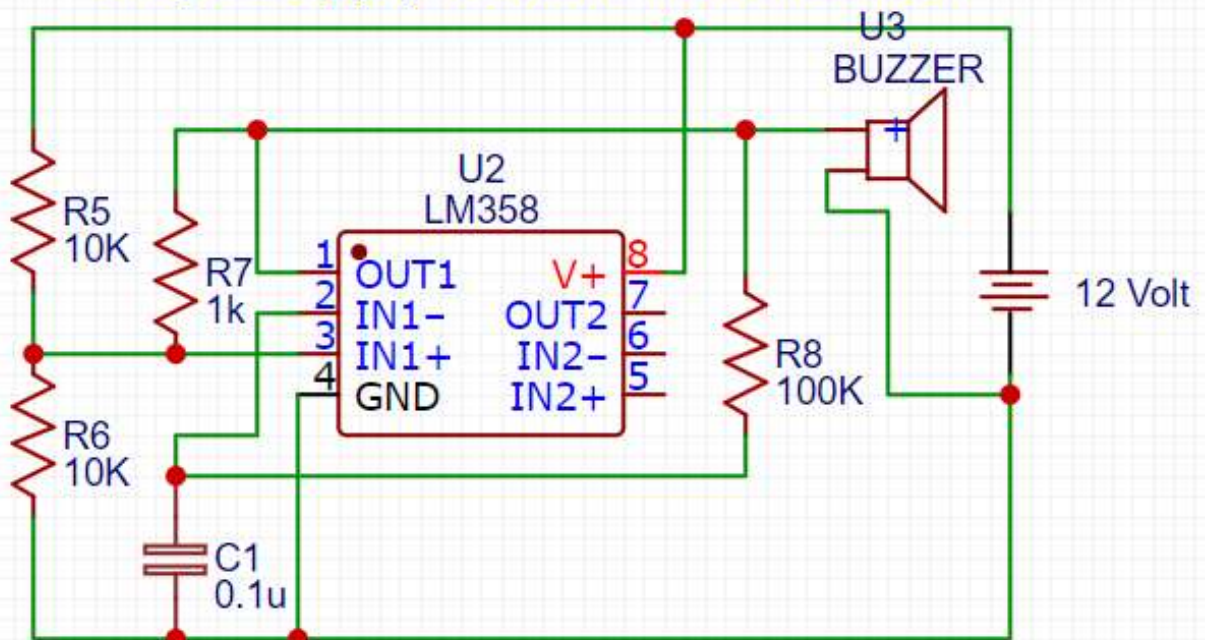 U3
BUZZER
U2
LM358
R5
10K
R7
1k
1 OUT1
2 IN1-
3 IN1+
4 GND
V+ 8
OUT2 7
IN2- 6
IN2+ 5
12 Volt
R8
100K
R6
10K
C1
0.1u
+